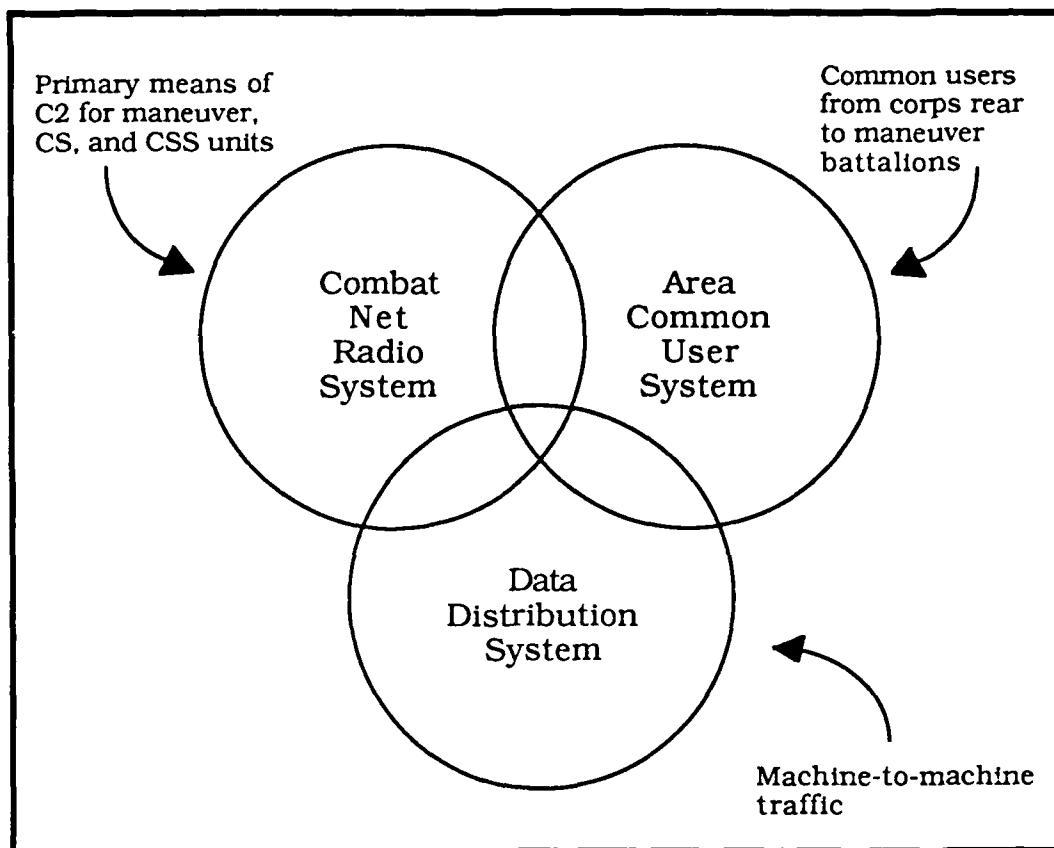 Primary means of
C2 for maneuver,
CS, and CSS units
Common users
from corps rear
to maneuver
battalions
Combat
Net
Radio
System
Area
Common
User
System
Data
Distribution
System
Machine-to-machine
traffic